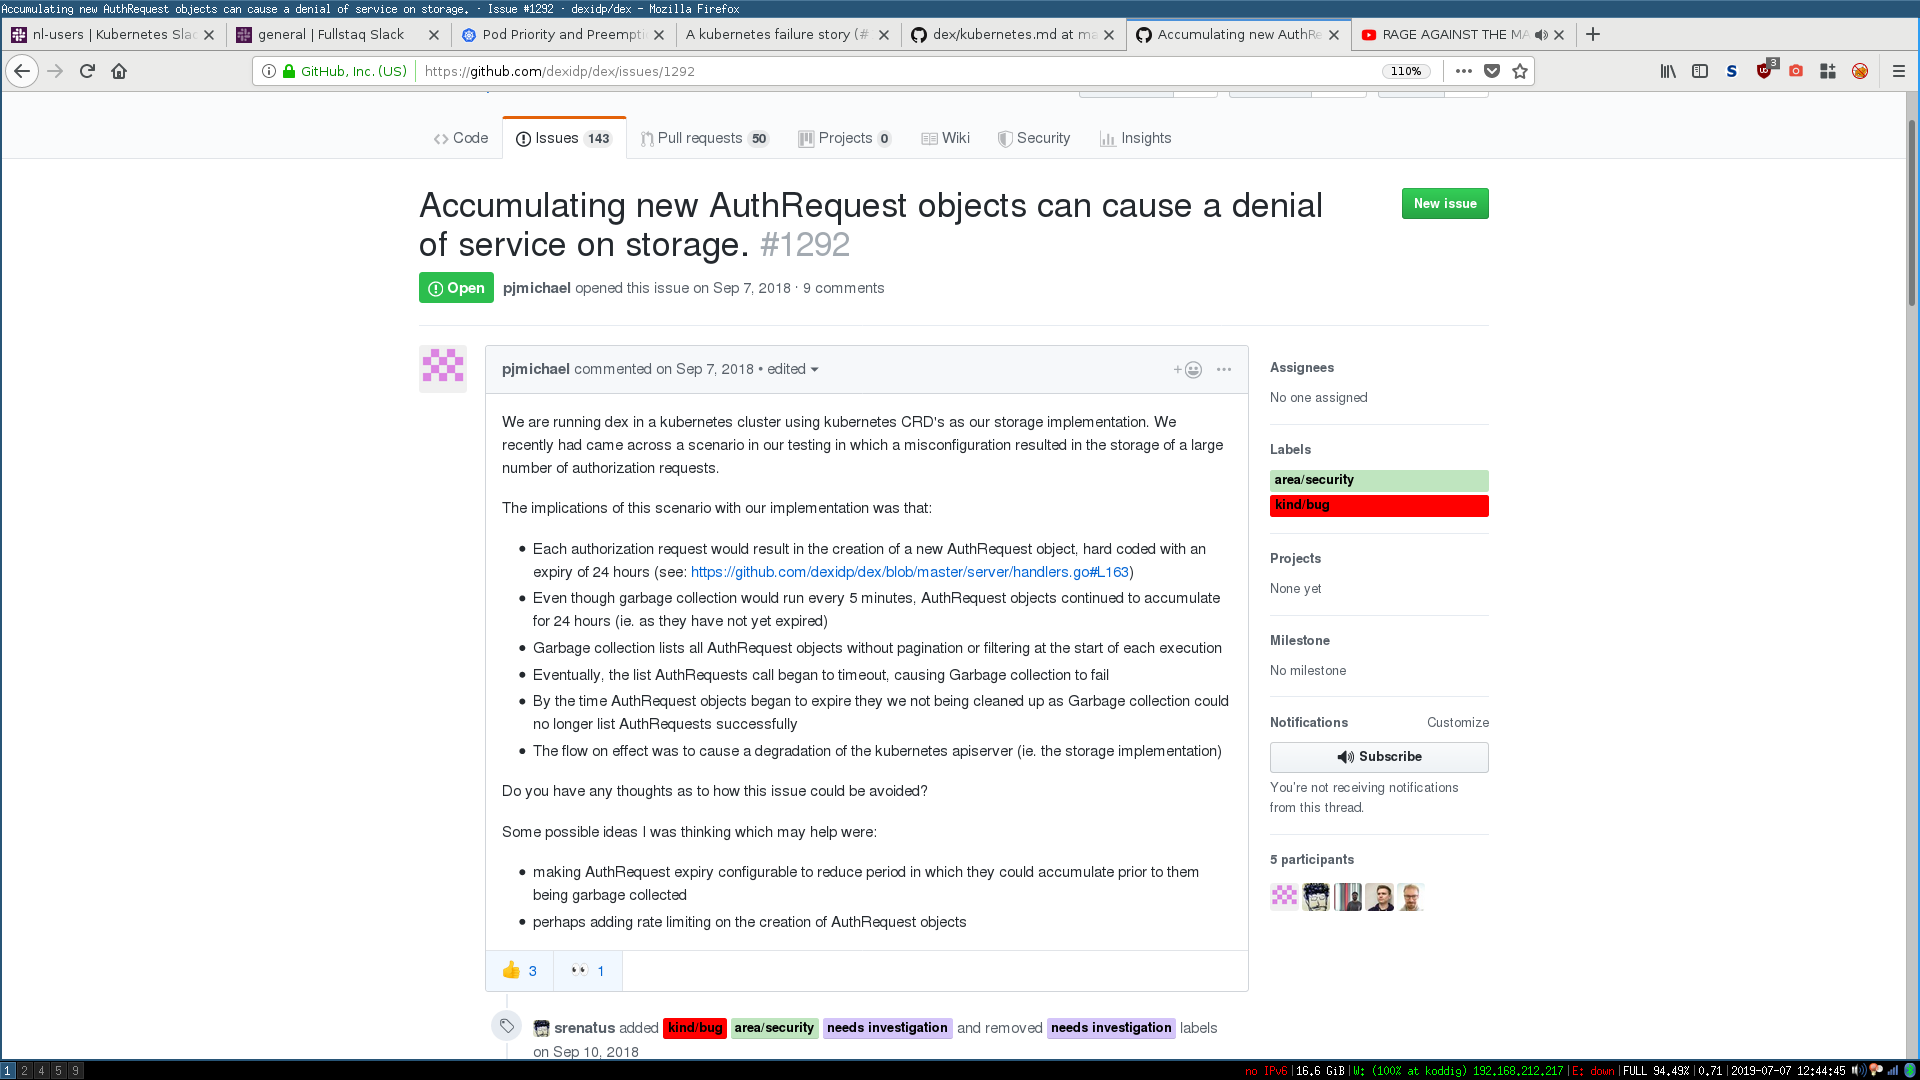 Accumulating new AuthRequest objects can cause a denial of service on storage. · Issue #1292 · dexidp/dex - Mozilla Firefox
nl-users | Kubernetes Slac
general | Fullstaq Slack
Pod Priority and Preempti
A kubernetes failure story (#
dex/kubernetes.md at ma
Accumulating new AuthRe
RAGE AGAINST THE MA
GitHub, Inc. (US)
https://github.com/dexidp/dex/issues/1292
110%
3
Code
Issues 143
Pull requests 50
Projects 0
Wiki
Security
Insights
Accumulating new AuthRequest objects can cause a denial
of service on storage. #1292
New issue
Open
pjmichael opened this issue on Sep 7, 2018 · 9 comments
pjmichael commented on Sep 7, 2018 • edited
We are running dex in a kubernetes cluster using kubernetes CRD's as our storage implementation. We
recently had came across a scenario in our testing in which a misconfiguration resulted in the storage of a large
number of authorization requests.
The implications of this scenario with our implementation was that:
• Each authorization request would result in the creation of a new AuthRequest object, hard coded with an
expiry of 24 hours (see: https://github.com/dexidp/dex/blob/master/server/handlers.go#L163)
• Even though garbage collection would run every 5 minutes, AuthRequest objects continued to accumulate
for 24 hours (ie. as they have not yet expired)
• Garbage collection lists all AuthRequest objects without pagination or filtering at the start of each execution
• Eventually, the list AuthRequests call began to timeout, causing Garbage collection to fail
• By the time AuthRequest objects began to expire they we not being cleaned up as Garbage collection could
no longer list AuthRequests successfully
• The flow on effect was to cause a degradation of the kubernetes apiserver (ie. the storage implementation)
Do you have any thoughts as to how this issue could be avoided?
Some possible ideas I was thinking which may help were:
• making AuthRequest expiry configurable to reduce period in which they could accumulate prior to them
being garbage collected
• perhaps adding rate limiting on the creation of AuthRequest objects
3
1
srenatus added kind/bug area/security needs investigation and removed needs investigation labels
on Sep 10, 2018
Assignees
No one assigned
Labels
area/security
kind/bug
Projects
None yet
Milestone
No milestone
Notifications
Customize
Subscribe
You're not receiving notifications
from this thread.
5 participants
1 2 4 5 9
no IPv6|16.6 GiB|W: (100% at koddig) 192.168.212.217|E: down|FULL 94.49%|0.71|2019-07-07 12:44:45